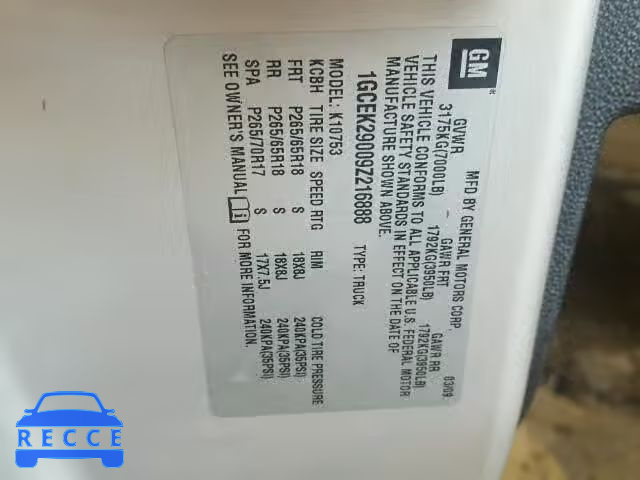 GM
®
MFD BY GENERAL MOTORS CORP. 03/09
GVWR GAWR FRT GAWR RR
3175KG(7000LB) 1792KG(3950LB) 1792KG(3950LB)
THIS VEHICLE CONFORMS TO ALL APPLICABLE U.S. FEDERAL MOTOR
VEHICLE SAFETY STANDARDS IN EFFECT ON THE DATE OF
MANUFACTURE SHOWN ABOVE.
1GCEK29009Z216888 TYPE: TRUCK
MODEL: K10753
KCBH TIRE SIZE SPEED RTG RIM COLD TIRE PRESSURE
FRT P265/65R18 S 18X8J 240KPA(35PSI)
RR P265/65R18 S 18X8J 240KPA(35PSI)
SPA P265/70R17 S 17X7.5J 240KPA(35PSI)
SEE OWNER'S MANUAL FOR MORE INFORMATION
RECCE